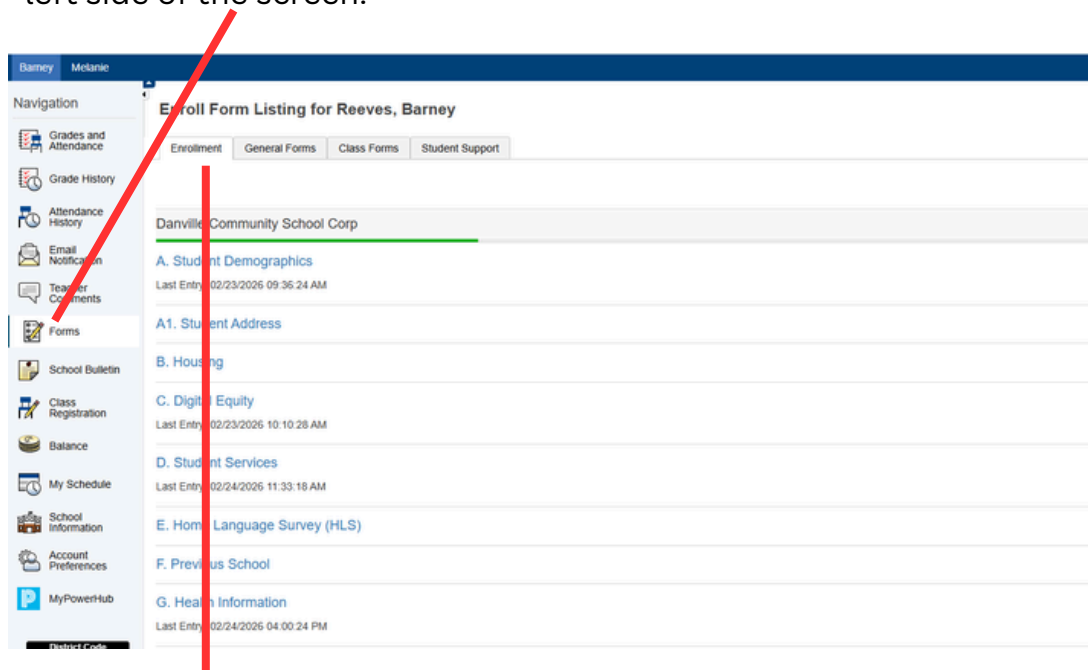 left side of the screen.
Barney Melanie
Navigation
Enroll Form Listing for Reeves, Barney
Grades and
Attendance
Enrollment General Forms Class Forms Student Support
Grade History
Attendance
History
Danville Community School Corp
Email
Notification
A. Student Demographics
Last Entry 02/23/2026 09:36:24 AM
Teacher
Comments
A1. Student Address
Forms
B. Housing
School Bulletin
C. Digital Equity
Class
Registration
Last Entry 02/23/2026 10:10:28 AM
Balance
D. Student Services
My Schedule
Last Entry 02/24/2026 11:33:18 AM
School
Information
E. Home Language Survey (HLS)
Account
Preferences
F. Previous School
MyPowerHub
G. Health Information
Last Entry 02/24/2026 04:00:24 PM
District Code